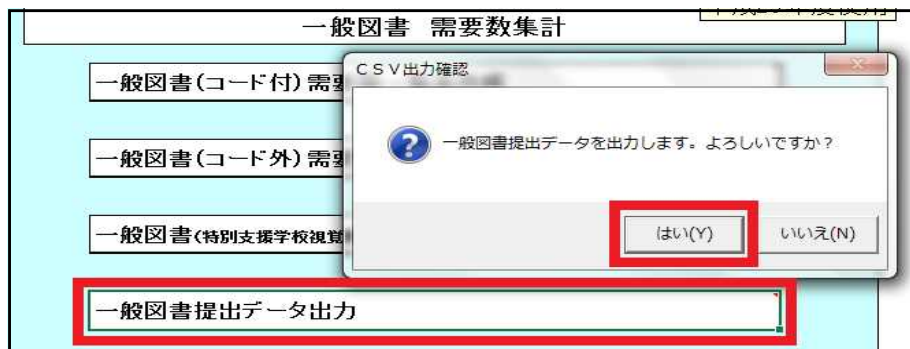 一般図書 需要数集計
一般図書(コード付)需要
CSV出力確認
一般図書提出データを出力します。よろしいですか?
一般図書(コード外)需要
一般図書(特別支援学校視覚
はい(Y)
いいえ(N)
一般図書提出データ出力